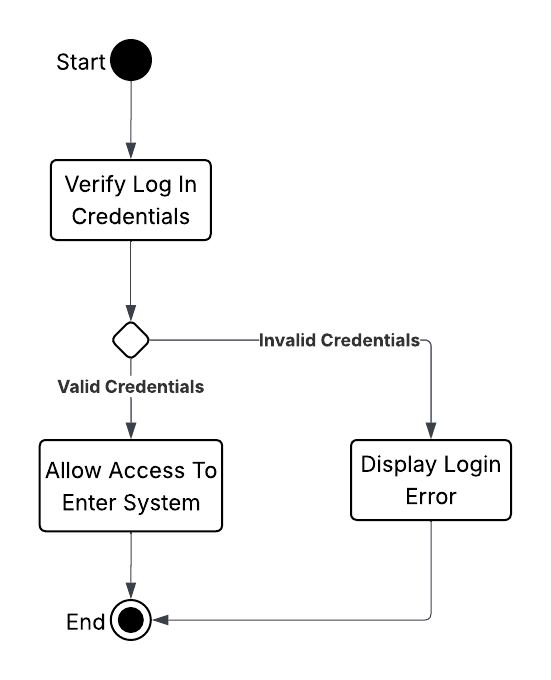 Start
Verify Log In
Credentials
Invalid Credentials
Valid Credentials
Allow Access To
Enter System
Display Login
Error
End